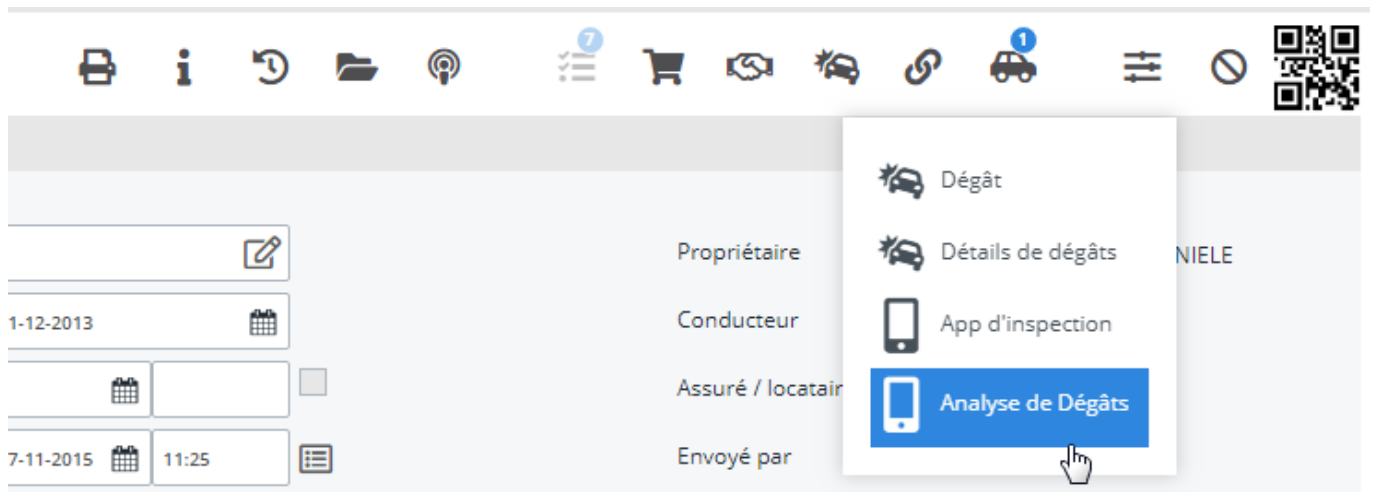 7
1
Dégât
Propriétaire
Détails de dégâts
NIELE
1-12-2013
Conducteur
App d'inspection
Assuré / locatair
Analyse de Dégâts
7-11-2015
11:25
Envoyé par